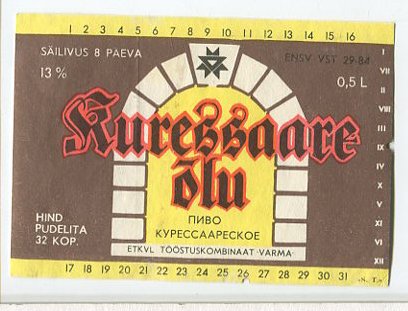 1 2 3 4 5 6 7 8 9 10 11 12 13 14 15 16
SÄILIVUS 8 PÄEVA
ENSV VST 29-84
13 %
0,5 L
I
VII
II
VIII
III
IX
IV
X
V
XI
VI
XII
Kuressaare
õlu
ПИВО
КУРЕССААРЕСКОЕ
HIND
PUDELITA
32 KOP.
ETKVL TÖÖSTUSKOMBINAAT "VARMA"
17 18 19 20 21 22 23 24 25 26 27 28 29 30 31